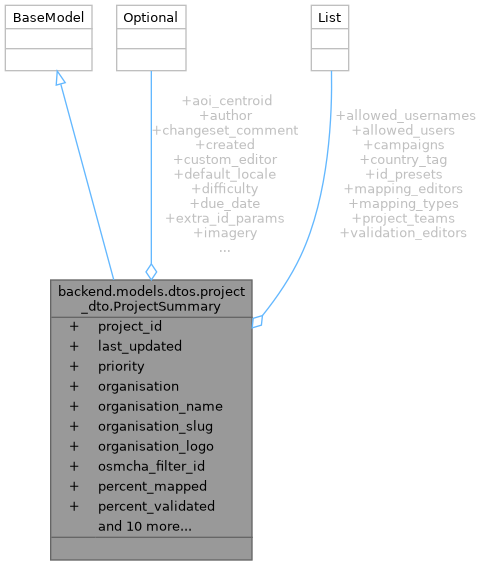 BaseModel
Optional
List
+aoi_centroid
+author
+changeset_comment
+created
+custom_editor
+default_locale
+difficulty
+due_date
+extra_id_params
+imagery
...
+allowed_usernames
+allowed_users
+campaigns
+country_tag
+id_presets
+mapping_editors
+mapping_types
+project_teams
+validation_editors
backend.models.dtos.project
_dto.ProjectSummary
+ project_id
+ last_updated
+ priority
+ organisation
+ organisation_name
+ organisation_slug
+ organisation_logo
+ osmcha_filter_id
+ percent_mapped
+ percent_validated
and 10 more...